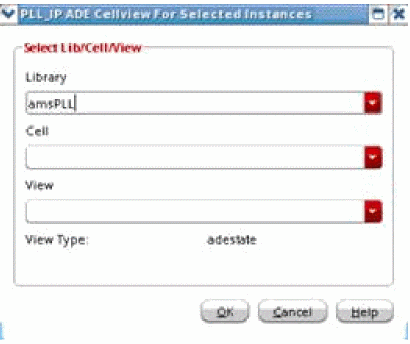 PLL_IP ADE Cellview For Selected Instances
Select Lib/Cell/View
Library
amsPLL
Cell
View
View Type: adestate
OK Cancel Help